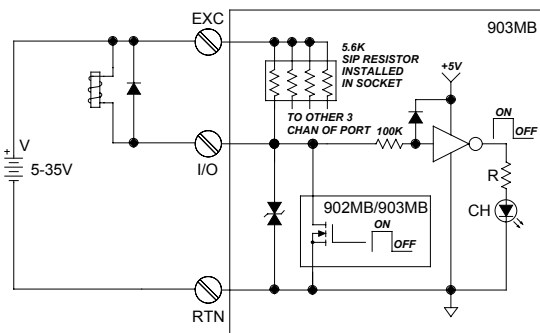 EXC
903MB
5.6K
SIP RESISTOR
INSTALLED
IN SOCKET
+5V
TO OTHER 3
CHAN OF PORT
100K
ON
OFF
+
V
5-35V
I/O
R
CH
902MB/903MB
ON
OFF
RTN